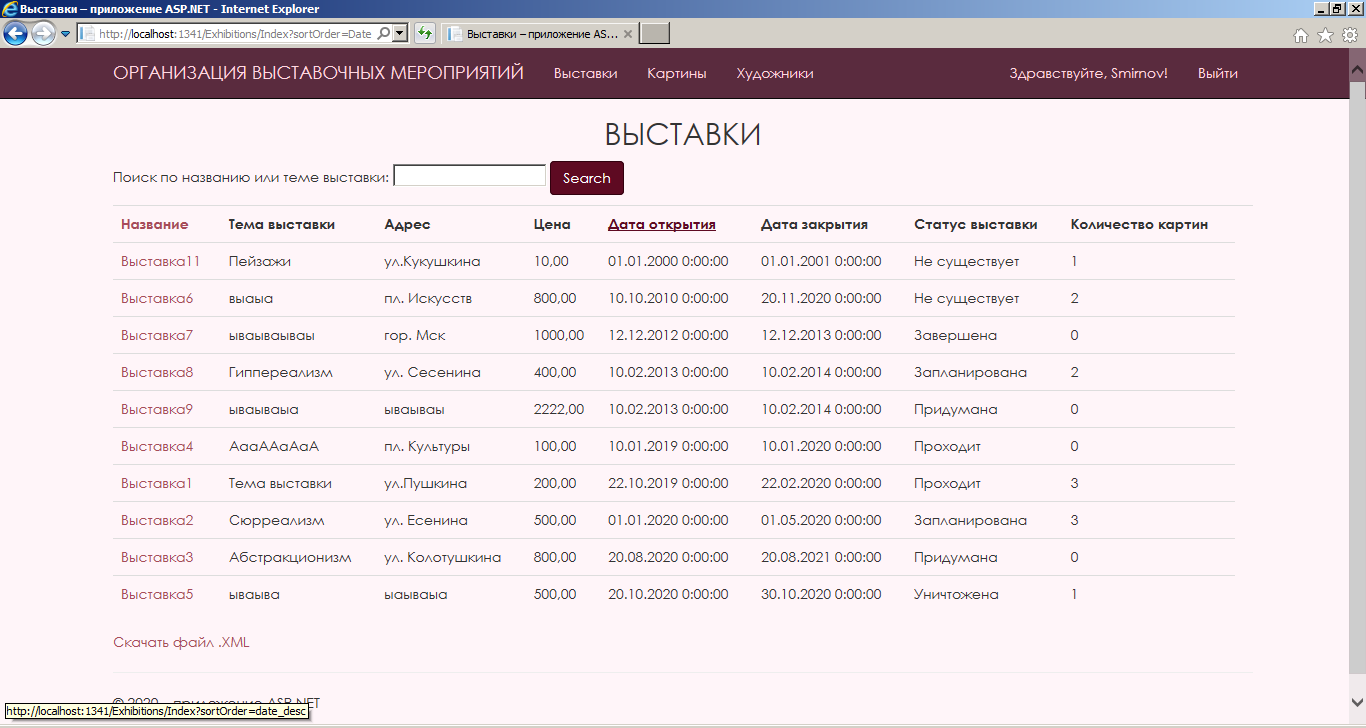 Выставки – приложение ASP.NET - Internet Explorer
http://localhost:1341/Exhibitions/Index?sortOrder=Date Выставки – приложение AS...
ОРГАНИЗАЦИЯ ВЫСТАВОЧНЫХ МЕРОПРИЯТИЙ Выставки Картины Художники Здравствуйте, Smirnov! Выйти
ВЫСТАВКИ
Поиск по названию или теме выставки: Search
Название Тема выставки Адрес Цена Дата открытия Дата закрытия Статус выставки Количество картин
Выставка11 Пейзажи ул.Кукушкина 10,00 01.01.2000 0:00:00 01.01.2001 0:00:00 Не существует 1
Выставка6 выаыа пл. Искусств 800,00 10.10.2010 0:00:00 20.11.2020 0:00:00 Не существует 2
Выставка7 ываываываы гор. Мск 1000,00 12.12.2012 0:00:00 12.12.2013 0:00:00 Завершена 0
Выставка8 Гиппереализм ул. Сесенина 400,00 10.02.2013 0:00:00 10.02.2014 0:00:00 Запланирована 2
Выставка9 ываываыа ываываы 2222,00 10.02.2013 0:00:00 10.02.2014 0:00:00 Придумана 0
Выставка4 АааААаАаА пл. Культуры 100,00 10.01.2019 0:00:00 10.01.2020 0:00:00 Проходит 0
Выставка1 Тема выставки ул.Пушкина 200,00 22.10.2019 0:00:00 22.02.2020 0:00:00 Проходит 3
Выставка2 Сюрреализм ул. Есенина 500,00 01.01.2020 0:00:00 01.05.2020 0:00:00 Запланирована 3
Выставка3 Абстракционизм ул. Колотушкина 800,00 20.08.2020 0:00:00 20.08.2021 0:00:00 Придумана 0
Выставка5 ываыва ыаываыа 500,00 20.10.2020 0:00:00 30.10.2020 0:00:00 Уничтожена 1
Скачать файл .XML
© 2020 – приложение ASP.NET
http://localhost:1341/Exhibitions/Index?sortOrder=date_desc